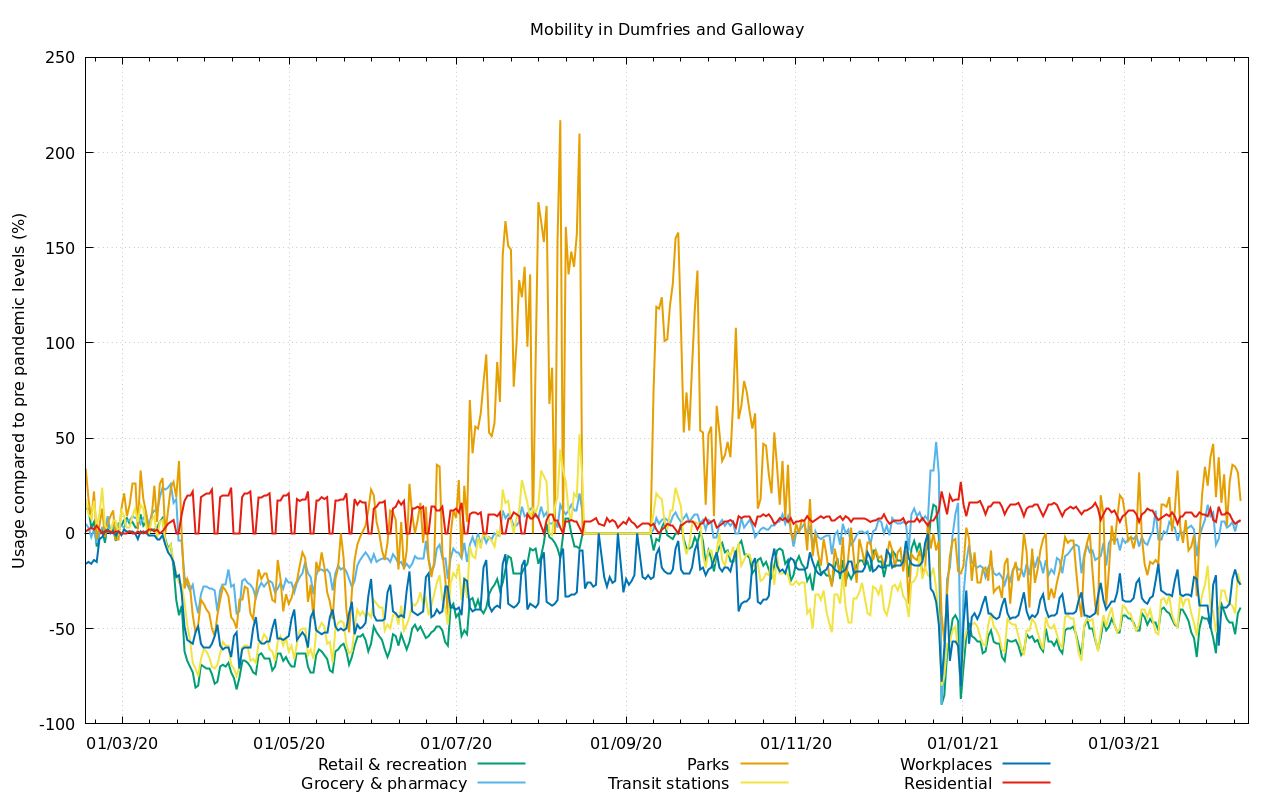 Mobility in Dumfries and Galloway
Usage compared to pre pandemic levels (%)
250
200
150
100
50
0
-50
-100
01/03/20 01/05/20 01/07/20 01/09/20 01/11/20 01/01/21 01/03/21
Retail & recreation Parks Workplaces
Grocery & pharmacy Transit stations Residential